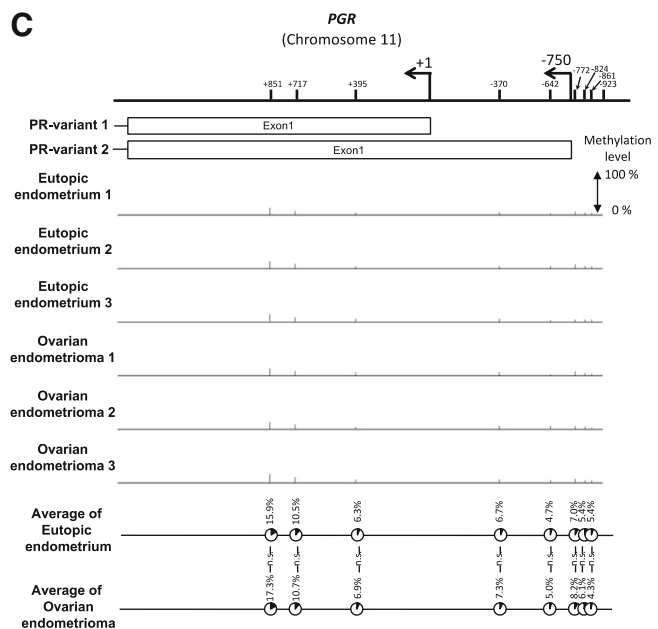 C
PGR
(Chromosome 11)
+1
-750
+851
+717
+395
-370
-642
-772
-824
-861
-923
PR-variant 1
Exon1
PR-variant 2
Exon1
Methylation
level
100 %
0 %
Eutopic
endometrium 1
Eutopic
endometrium 2
Eutopic
endometrium 3
Ovarian
endometrioma 1
Ovarian
endometrioma 2
Ovarian
endometrioma 3
Average of
Eutopic
endometrium
15.9%
10.5%
6.3%
6.7%
4.7%
7.0%
5.4%
5.4%
n.s.
n.s.
n.s.
n.s.
n.s.
n.s.
n.s.
n.s.
Average of
Ovarian
endometrioma
17.3%
10.7%
6.9%
7.3%
5.0%
8.2%
6.1%
4.3%